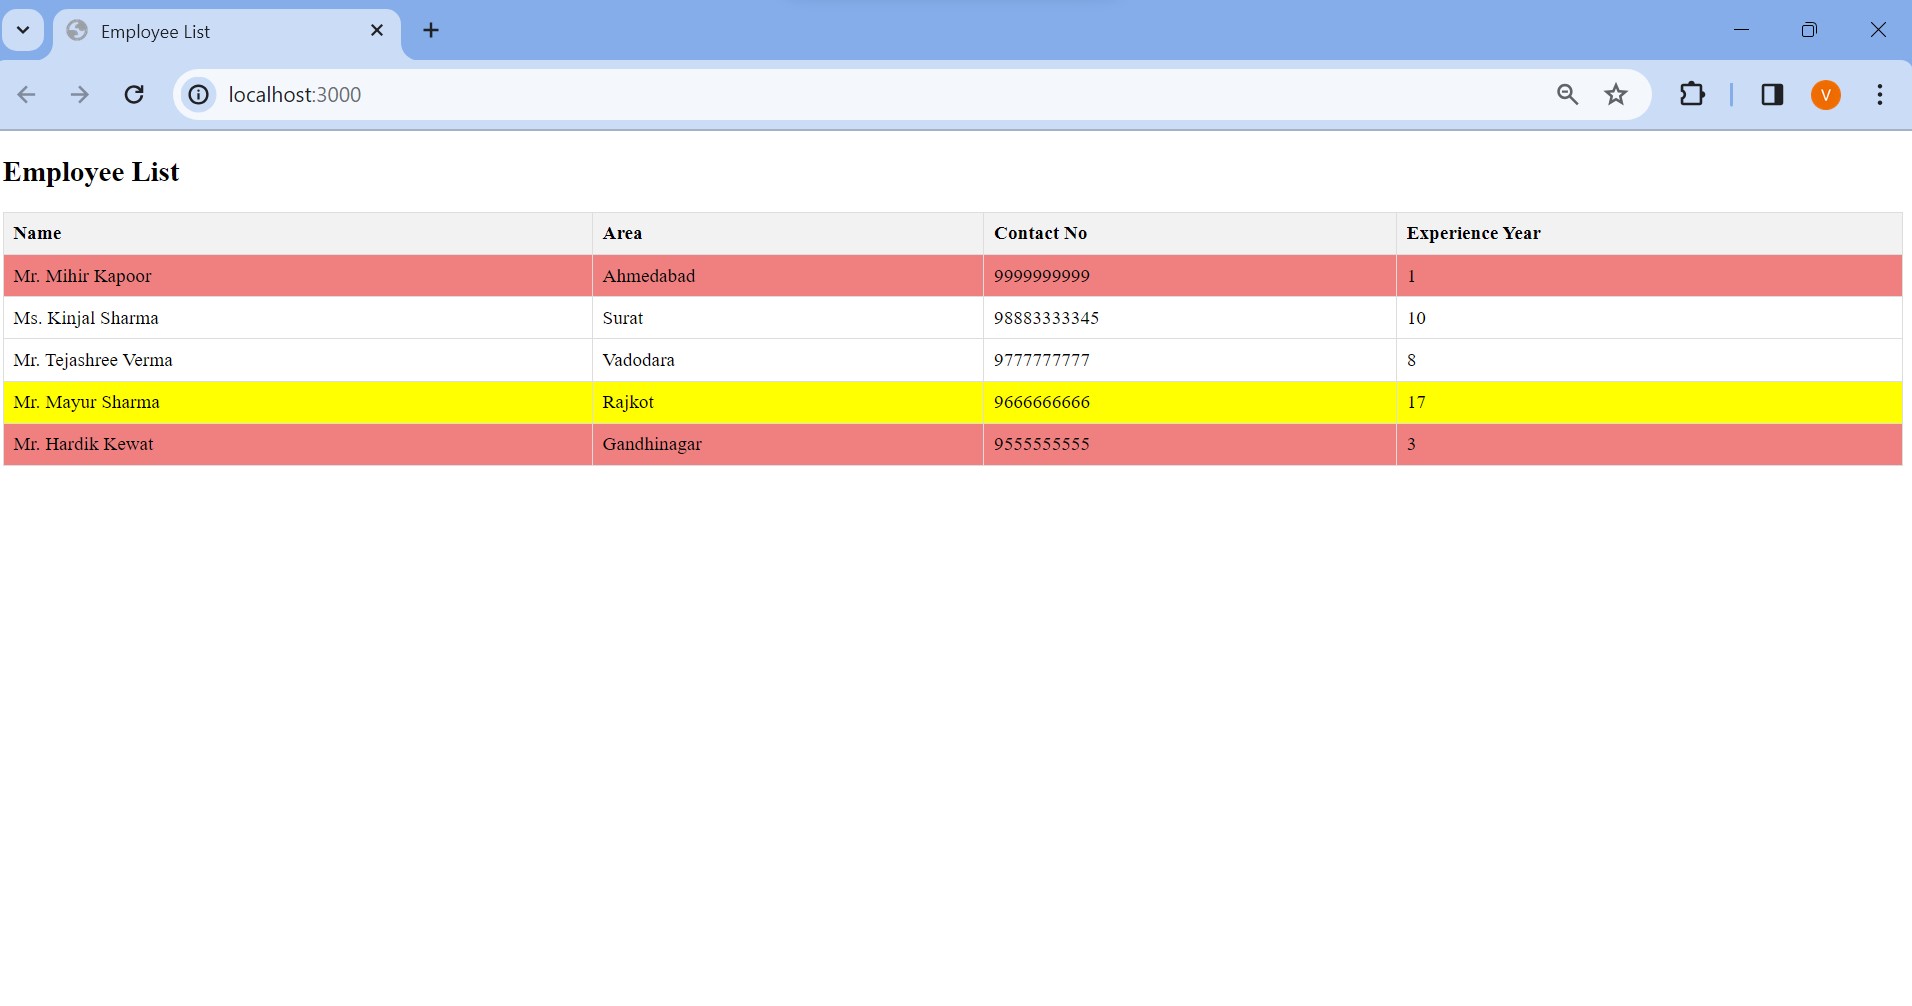 Employee List
localhost:3000
V
Employee List
Name Area Contact No Experience Year
Mr. Mihir Kapoor Ahmedabad 9999999999 1
Ms. Kinjal Sharma Surat 98883333345 10
Mr. Tejashree Verma Vadodara 9777777777 8
Mr. Mayur Sharma Rajkot 9666666666 17
Mr. Hardik Kewat Gandhinagar 9555555555 3